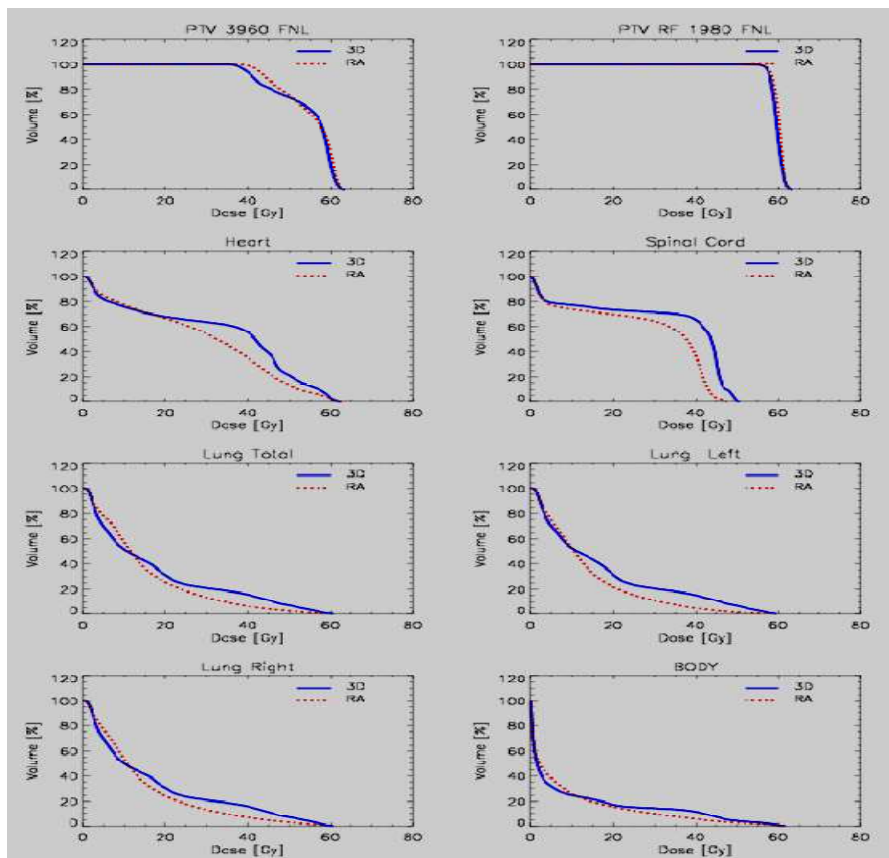 PTV 3960 FNL
120
100
80
60
40
20
0
Volume [%]
3D
RA
0 20 40 60 80
Dose [Gy]
PTV RF 1980 FNL
120
100
80
60
40
20
0
Volume [%]
3D
RA
0 20 40 60 80
Dose [Gy]
Heart
120
100
80
60
40
20
0
Volume [%]
3D
RA
0 20 40 60 80
Dose [Gy]
Spinal Cord
120
100
80
60
40
20
0
Volume [%]
3D
RA
0 20 40 60 80
Dose [Gy]
Lung Total
120
100
80
60
40
20
0
Volume [%]
3D
RA
0 20 40 60 80
Dose [Gy]
Lung Left
120
100
80
60
40
20
0
Volume [%]
3D
RA
0 20 40 60 80
Dose [Gy]
Lung Right
120
100
80
60
40
20
0
Volume [%]
3D
RA
0 20 40 60 80
Dose [Gy]
BODY
120
100
80
60
40
20
0
Volume [%]
3D
RA
0 20 40 60 80
Dose [Gy]